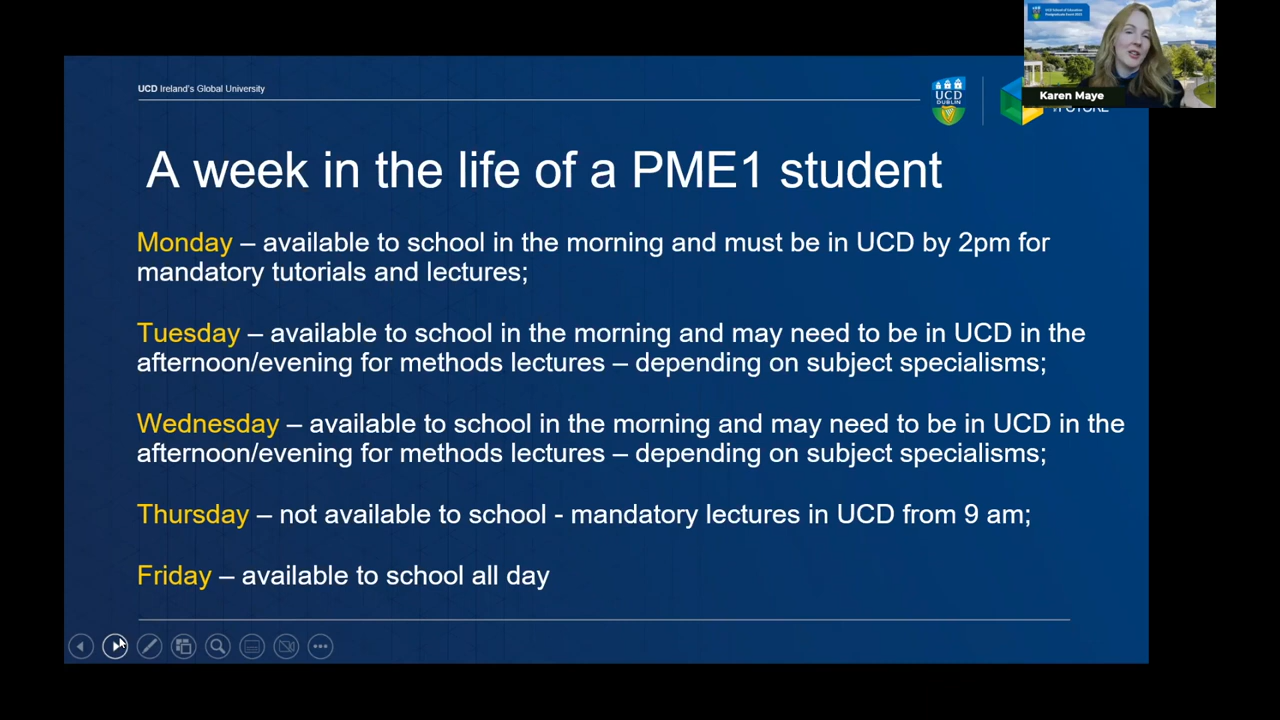 UCD School of Education
Karen Maye
UCD Ireland's Global University
UCD
DUBLIN
A week in the life of a PME1 student
Monday – available to school in the morning and must be in UCD by 2pm for
mandatory tutorials and lectures;
Tuesday – available to school in the morning and may need to be in UCD in the
afternoon/evening for methods lectures – depending on subject specialisms;
Wednesday – available to school in the morning and may need to be in UCD in the
afternoon/evening for methods lectures – depending on subject specialisms;
Thursday – not available to school - mandatory lectures in UCD from 9 am;
Friday – available to school all day